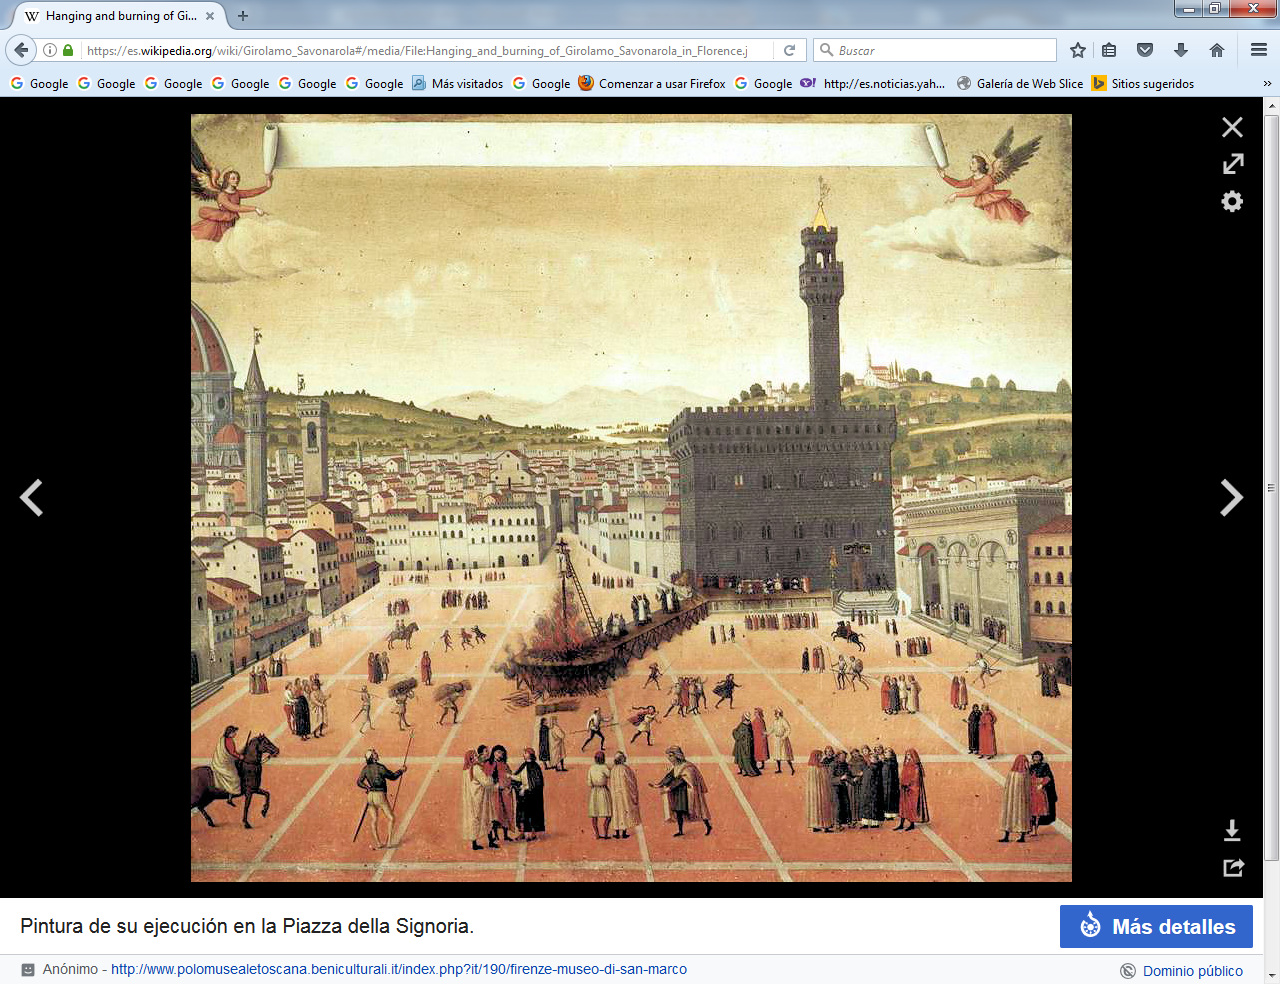 W Hanging and burning of Gi...
https://es.wikipedia.org/wiki/Girolamo_Savonarola#/media/File:Hanging_and_burning_of_Girolamo_Savonarola_in_Florence.j
Buscar
Google Google Google Google Google Google Más visitados Google Comenzar a usar Firefox Google http://es.noticias.yah... Galería de Web Slice Sitios sugeridos
Pintura de su ejecución en la Piazza della Signoria.
Más detalles
Anónimo - http://www.polomusealetoscana.beniculturali.it/index.php?it/190/firenze-museo-di-san-marco
Dominio público